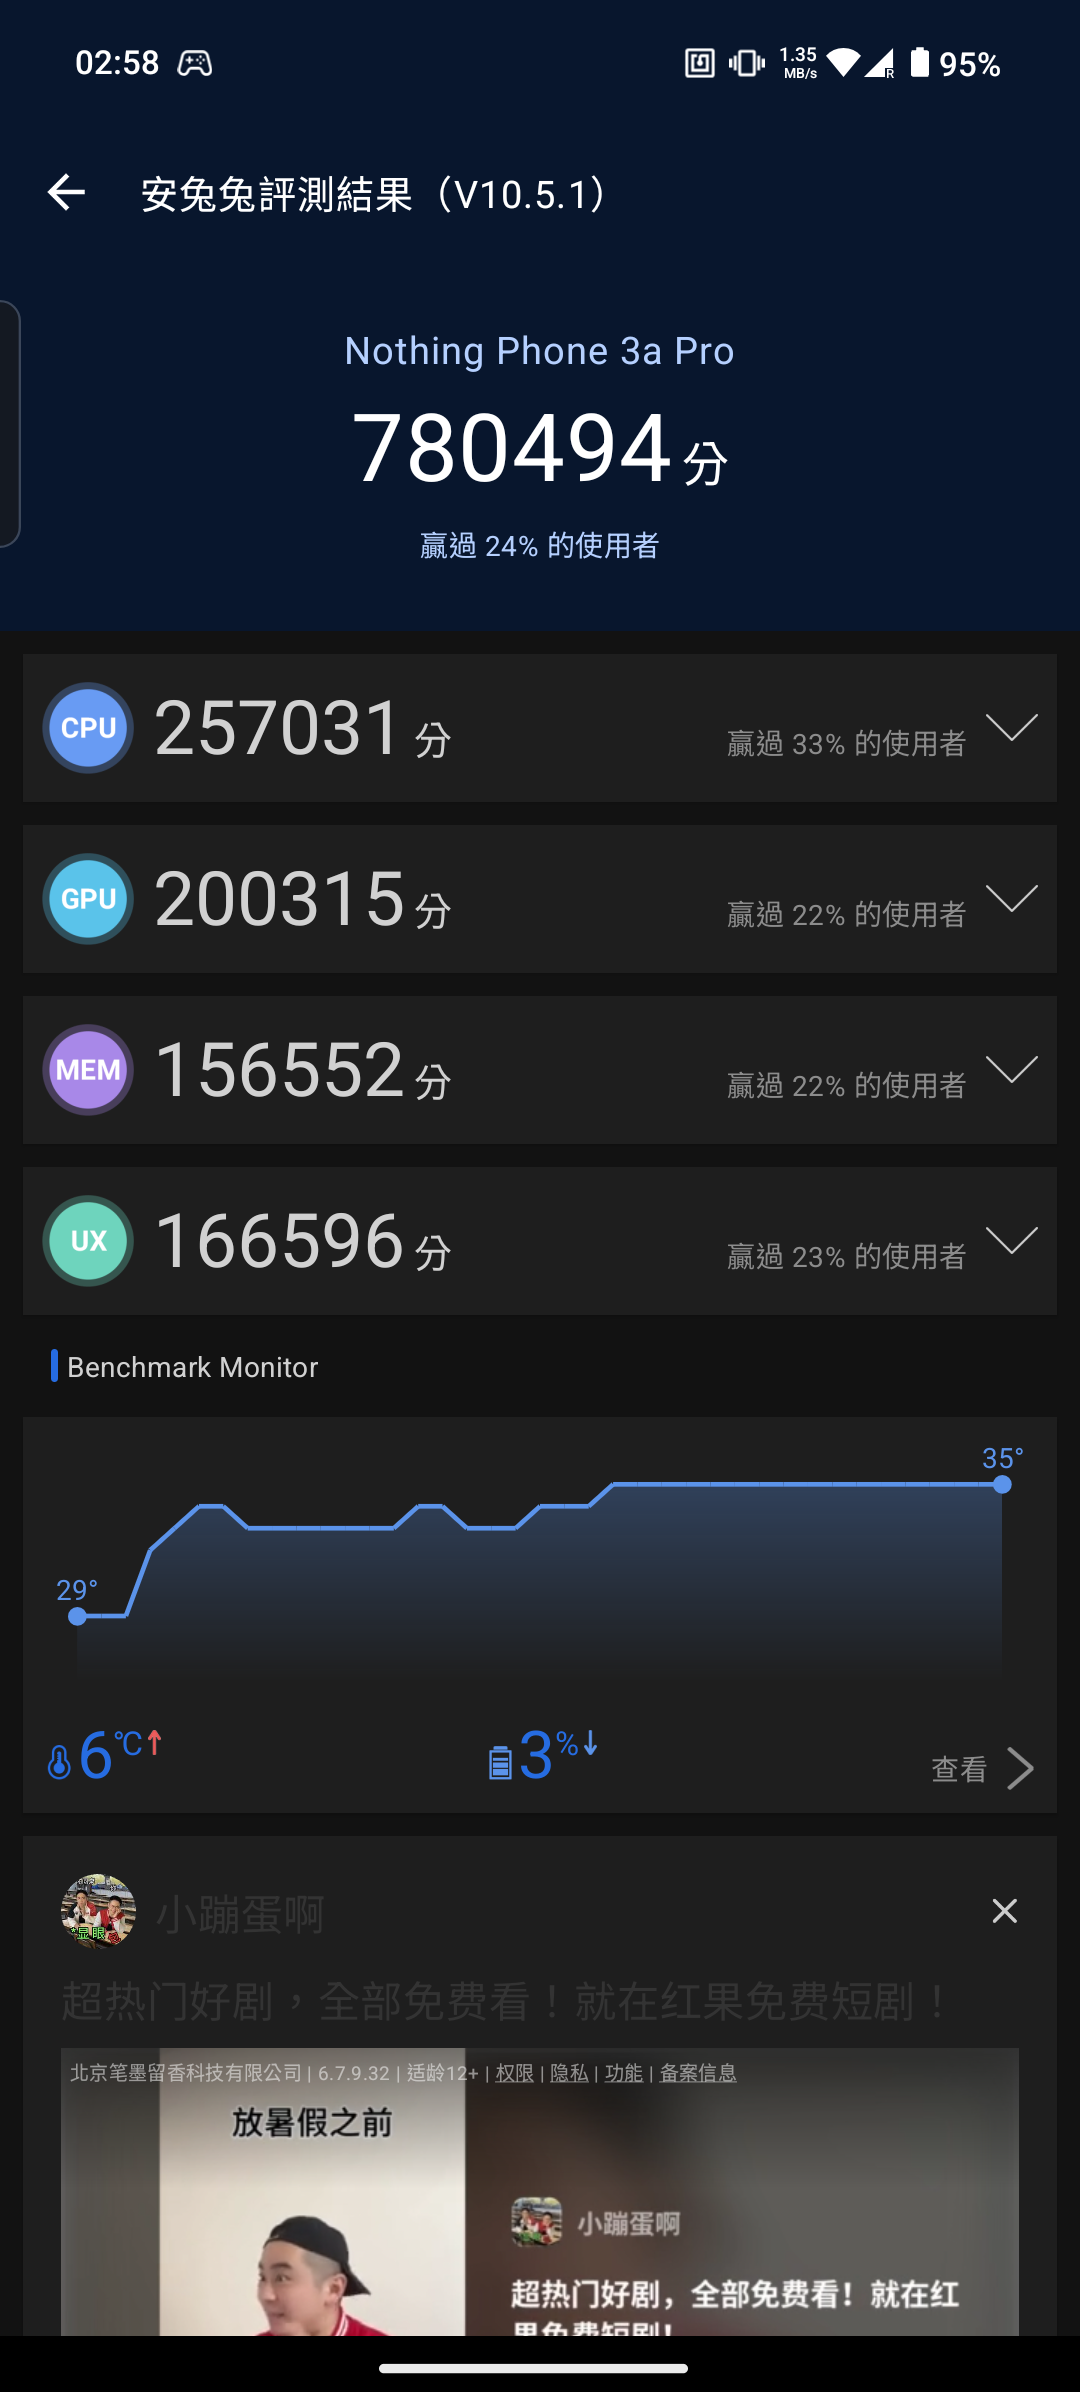 02:58
1.35 MB/s
R
95%
安兔兔評測結果（V10.5.1）
Nothing Phone 3a Pro
780494 分
贏過 24% 的使用者
CPU 257031 分 贏過 33% 的使用者
GPU 200315 分 贏過 22% 的使用者
MEM 156552 分 贏過 22% 的使用者
UX 166596 分 贏過 23% 的使用者
Benchmark Monitor
35°
29°
6℃↑ 3%↓ 查看
显眼
小蹦蛋啊
超热门好剧，全部免费看！就在红果免费短剧！
北京笔墨留香科技有限公司 | 6.7.9.32 | 适龄12+ | 权限 | 隐私 | 功能 | 备案信息
放暑假之前
小蹦蛋啊
超热门好剧，全部免费看！就在红
果免费短剧！